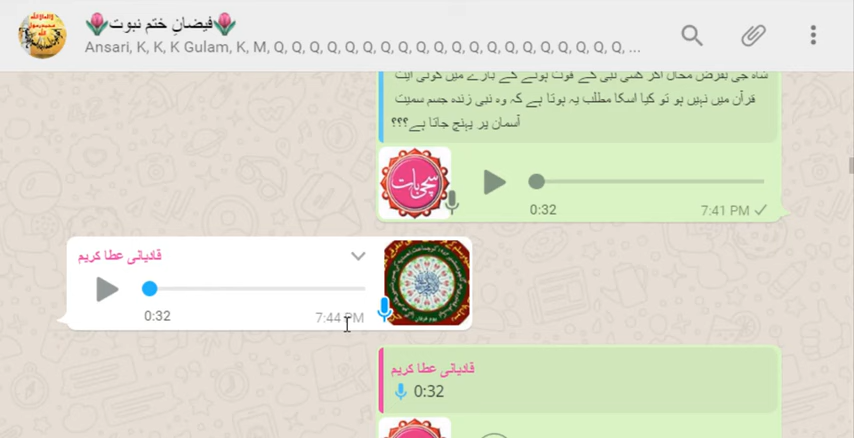 🌷فیضانِ ختم نبوت🌷
Ansari, K, K, K Gulam, K, M, Q, Q, Q, Q, Q, Q, Q, Q, Q, Q, Q, Q, Q, Q, Q, Q, Q, Q, Q, Q, ...
شاہ جی بفرض محال اگر کسی نبی کے فوت ہونے کے بارے میں کوئی آیت
قرآن میں نہیں ہو تو کیا اسکا مطلب یہ ہوتا ہے کہ وہ نبی زندہ جسم سمیت
آسمان پر پہنچ جاتا ہے؟؟؟
سچی بات
0:32
7:41 PM
قادیانی عطا کریم
0:32
7:44 PM
قادیانی عطا کریم
0:32